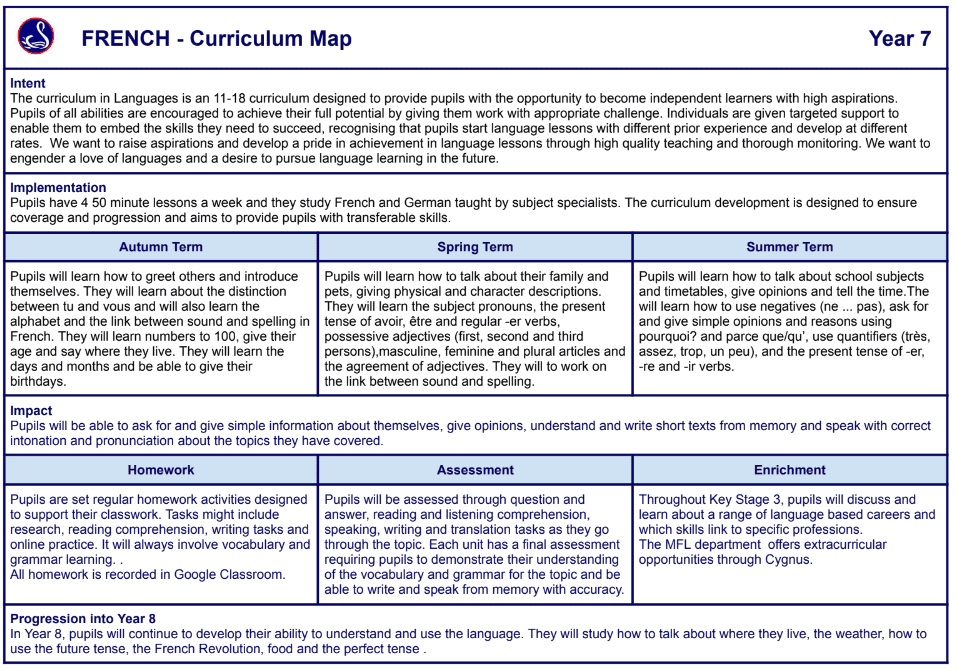 FRENCH - Curriculum Map
Year 7
Intent
The curriculum in Languages is an 11-18 curriculum designed to provide pupils with the opportunity to become independent learners with high aspirations.
Pupils of all abilities are encouraged to achieve their full potential by giving them work with appropriate challenge. Individuals are given targeted support to
enable them to embed the skills they need to succeed, recognising that pupils start language lessons with different prior experience and develop at different
rates.  We want to raise aspirations and develop a pride in achievement in language lessons through high quality teaching and thorough monitoring. We want to
engender a love of languages and a desire to pursue language learning in the future.
Implementation
Pupils have 4 50 minute lessons a week and they study French and German taught by subject specialists. The curriculum development is designed to ensure
coverage and progression and aims to provide pupils with transferable skills.
Autumn Term
Pupils will learn how to greet others and introduce
themselves. They will learn about the distinction
between tu and vous and will also learn the
alphabet and the link between sound and spelling in
French. They will learn numbers to 100, give their
age and say where they live. They will learn the
days and months and be able to give their
birthdays.
Spring Term
Pupils will learn how to talk about their family and
pets, giving physical and character descriptions.
They will learn the subject pronouns, the present
tense of avoir, être and regular -er verbs,
possessive adjectives (first, second and third
persons),masculine, feminine and plural articles and
the agreement of adjectives. They will to work on
the link between sound and spelling.
Summer Term
Pupils will learn how to talk about school subjects
and timetables, give opinions and tell the time.The
will learn how to use negatives (ne ... pas), ask for
and give simple opinions and reasons using
pourquoi? and parce que/qu', use quantifiers (très,
assez, trop, un peu), and the present tense of -er,
-re and -ir verbs.
Impact
Pupils will be able to ask for and give simple information about themselves, give opinions, understand and write short texts from memory and speak with correct
intonation and pronunciation about the topics they have covered.
Homework
Pupils are set regular homework activities designed
to support their classwork. Tasks might include
research, reading comprehension, writing tasks and
online practice. It will always involve vocabulary and
grammar learning. .
All homework is recorded in Google Classroom.
Assessment
Pupils will be assessed through question and
answer, reading and listening comprehension,
speaking, writing and translation tasks as they go
through the topic. Each unit has a final assessment
requiring pupils to demonstrate their understanding
of the vocabulary and grammar for the topic and be
able to write and speak from memory with accuracy.
Enrichment
Throughout Key Stage 3, pupils will discuss and
learn about a range of language based careers and
which skills link to specific professions.
The MFL department  offers extracurricular
opportunities through Cygnus.
Progression into Year 8
In Year 8, pupils will continue to develop their ability to understand and use the language. They will study how to talk about where they live, the weather, how to
use the future tense, the French Revolution, food and the perfect tense .